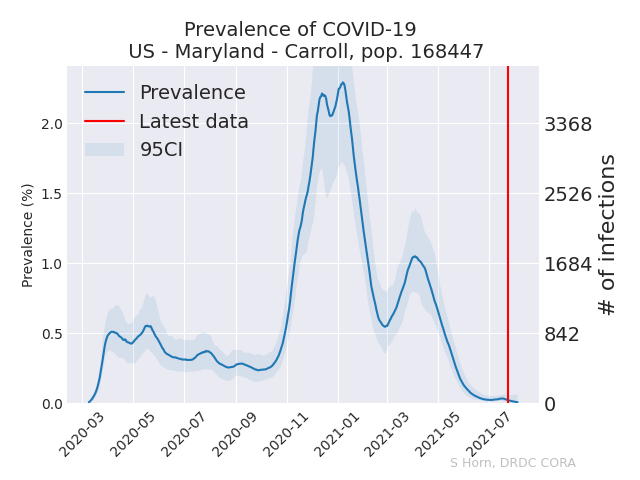 Prevalence of COVID-19
US - Maryland - Carroll, pop. 168447
Prevalence
Latest data
95CI
Prevalence (%)
2.0
1.5
1.0
0.5
0.0
3368
2526
1684
842
0
# of infections
2020-03
2020-05
2020-07
2020-09
2020-11
2021-01
2021-03
2021-05
2021-07
S Horn, DRDC CORA